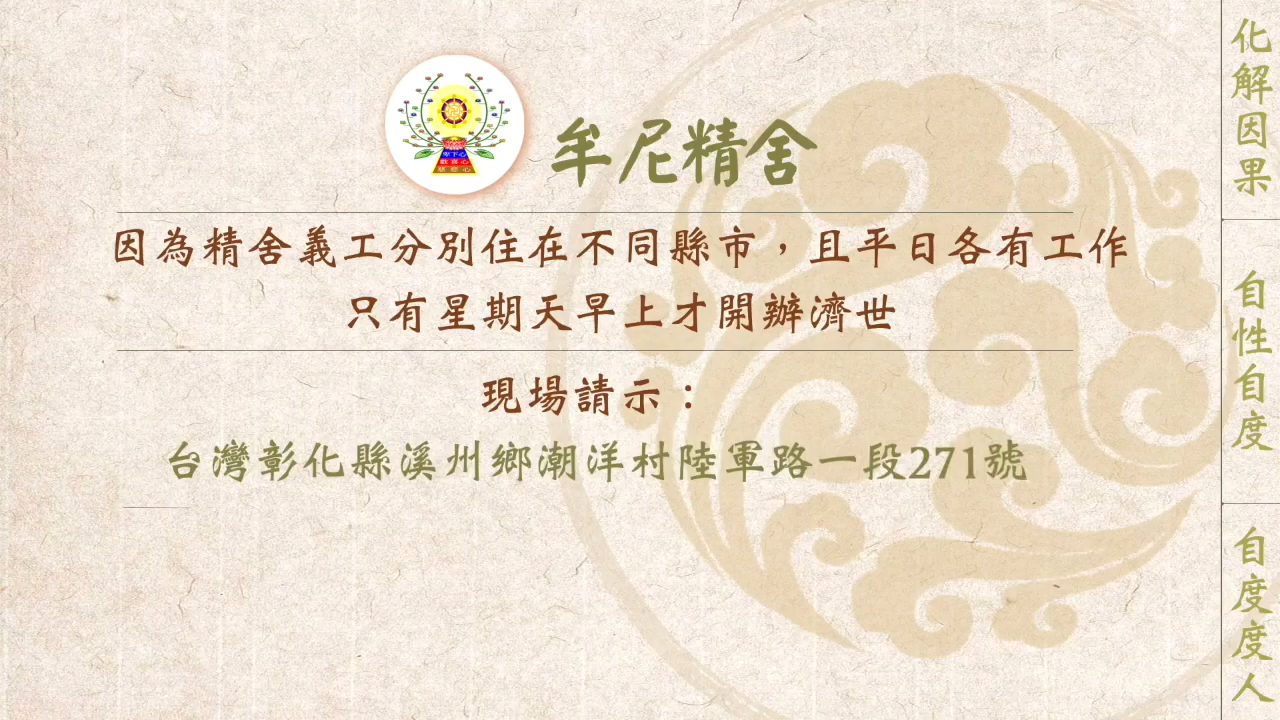 牟尼精舍
因為精舍義工分別住在不同縣市，且平日各有工作
只有星期天早上才開辦濟世
現場請示：
台灣彰化縣溪州鄉潮洋村陸軍路一段271號
化解因果
自性自度
自度度人